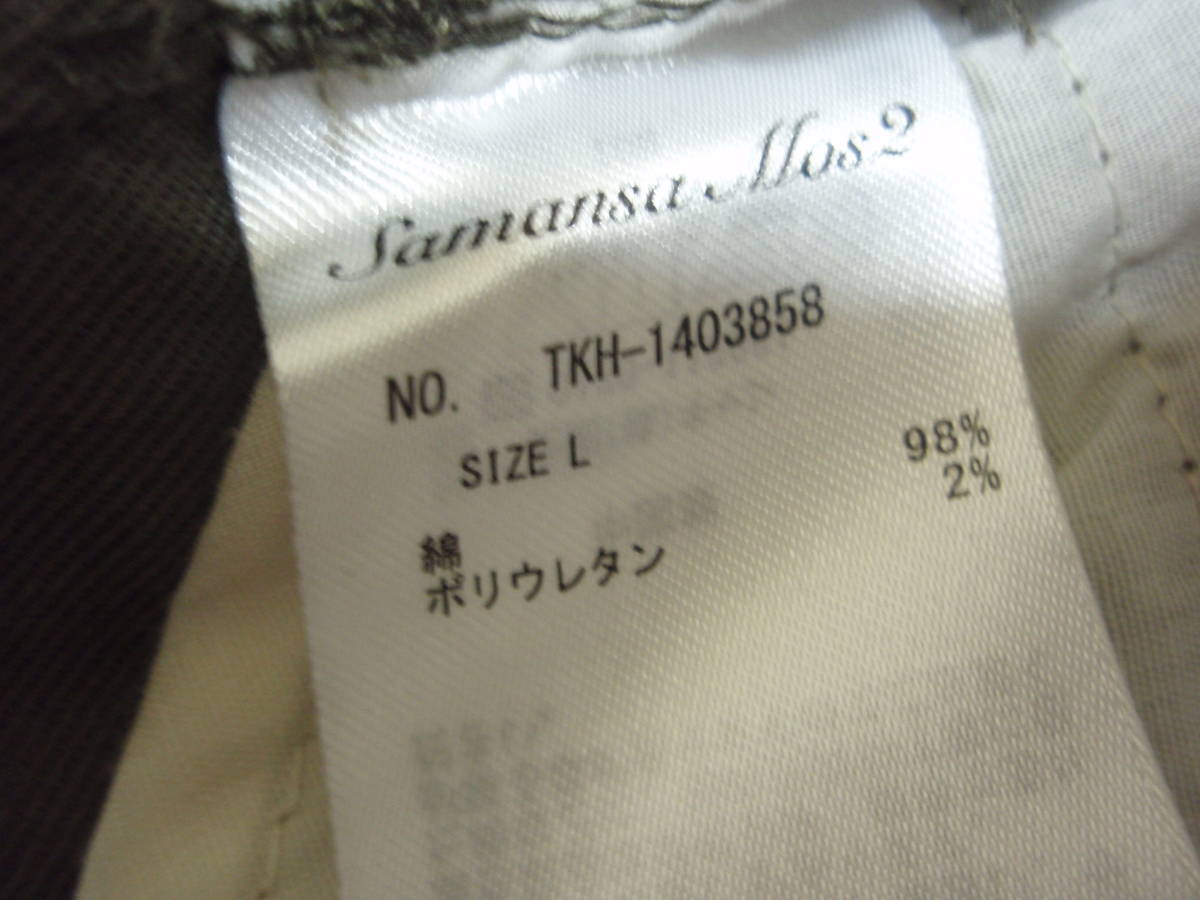 Samansa Mos2
NO. TKH-1403858
SIZE L
綿 98%
ポリウレタン 2%